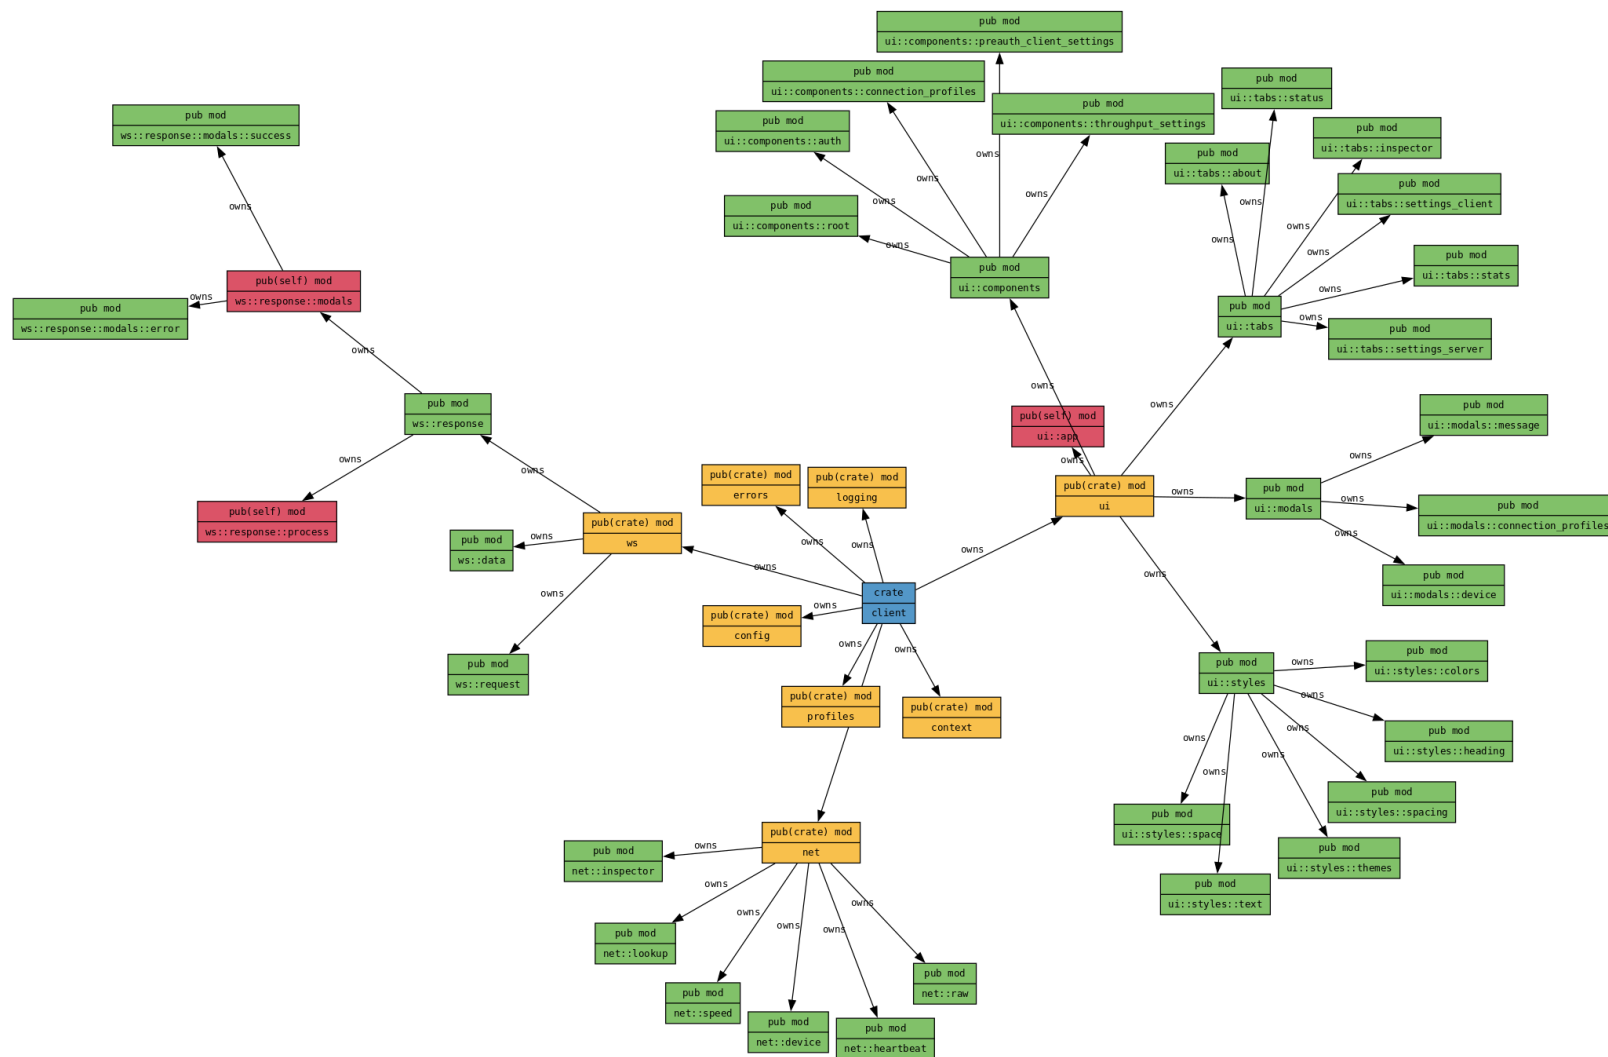 pub mod
ui::components::preauth_client_settings
pub mod
ui::components::connection_profiles
pub mod
ui::tabs::status
pub mod
ui::components::throughput_settings
pub mod
ws::response::modals::success
pub mod
ui::components::auth
pub mod
ui::tabs::inspector
owns
pub mod
ui::tabs::about
owns
pub mod
ui::tabs::settings_client
owns
owns
owns
owns
owns
pub mod
ui::components::root
owns
owns
owns
owns
pub mod
ui::tabs::stats
pub mod
ui::components
pub(self) mod
ws::response::modals
owns
owns
pub mod
ws::response::modals::error
pub mod
ui::tabs
owns
pub mod
ui::tabs::settings_server
owns
owns
owns
pub mod
ws::response
pub mod
ui::modals::message
pub(self) mod
ui::app
owns
owns
owns
owns
pub(crate) mod
errors
pub(crate) mod
logging
pub(crate) mod
ui
owns
pub mod
ui::modals
owns
pub mod
ui::modals::connection_profiles
pub(self) mod
ws::response::process
pub(crate) mod
ws
pub mod
ws::data
owns
owns
owns
owns
owns
owns
owns
pub mod
ui::modals::device
crate
client
owns
pub(crate) mod
config
owns
owns
owns
pub mod
ws::request
pub mod
ui::styles
owns
pub mod
ui::styles::colors
pub(crate) mod
profiles
pub(crate) mod
context
owns
owns
pub mod
ui::styles::heading
owns
owns
owns
pub mod
ui::styles::spacing
pub mod
ui::styles::space
pub(crate) mod
net
pub mod
ui::styles::themes
pub mod
net::inspector
owns
pub mod
ui::styles::text
owns
owns
owns
owns
owns
pub mod
net::lookup
pub mod
net::raw
pub mod
net::speed
pub mod
net::device
pub mod
net::heartbeat